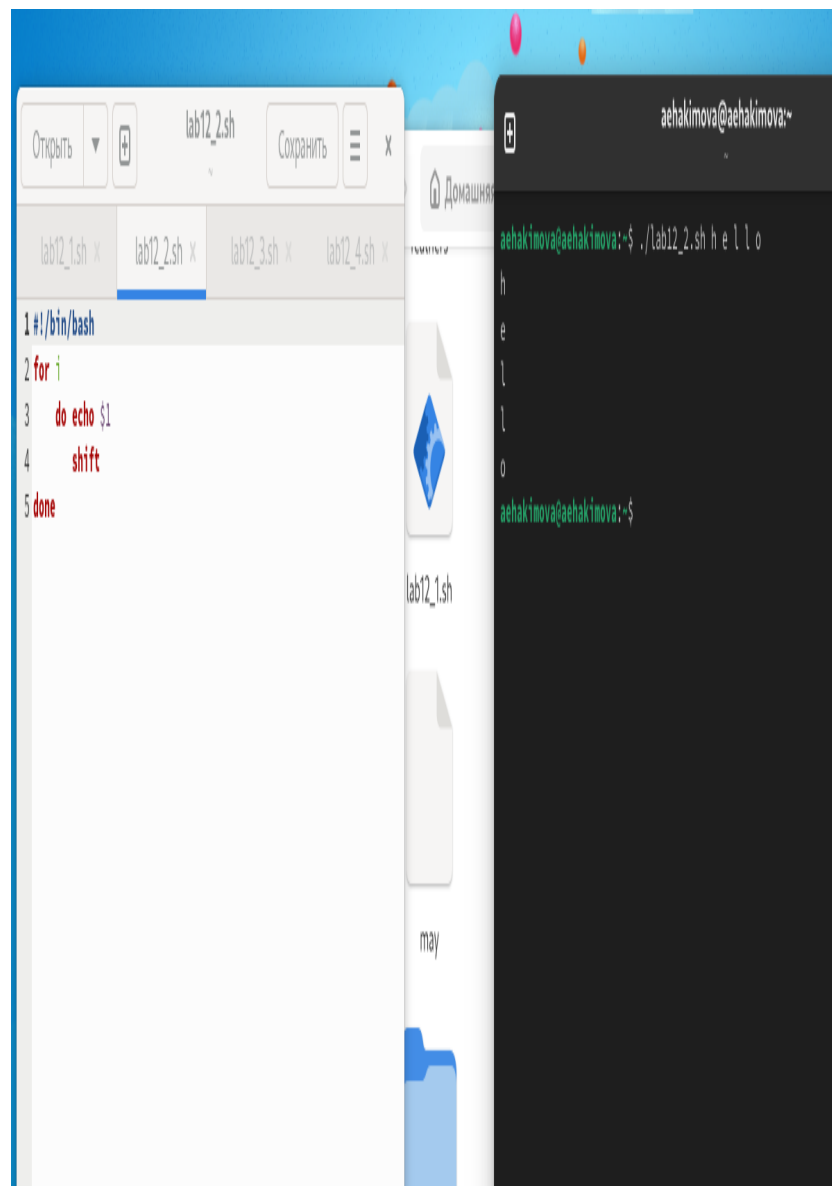 Открыть
lab12_2.sh
~
Сохранить
lab12_1.sh
lab12_2.sh
lab12_3.sh
lab12_4.sh
1 #!/bin/bash
2 for i
3 do echo $1
4 shift
5 done
Домашняя
lab12_1.sh
may
aehakimova@aehakimova:~
~
aehakimova@aehakimova:~$ ./lab12_2.sh h e l l o
h
e
l
l
o
aehakimova@aehakimova:~$